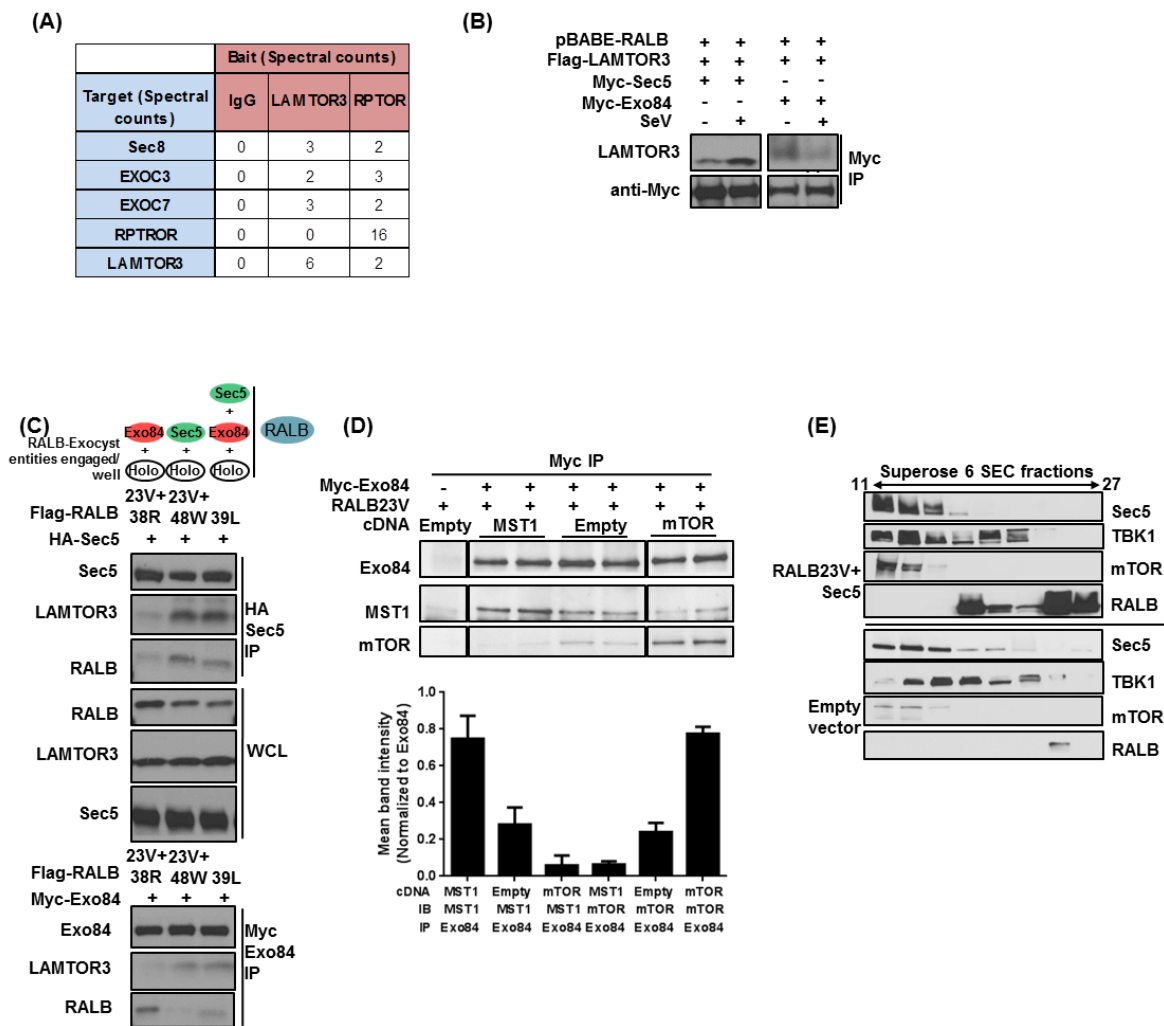 (A)
Bait (Spectral counts)
Target (Spectral counts)
IgG LAMTOR3 RPTOR
Sec8 0 3 2
EXOC3 0 2 3
EXOC7 0 3 2
RPTROR 0 0 16
LAMTOR3 0 6 2
(B)
pBABE-RALB + + + +
Flag-LAMTOR3 + + + +
Myc-Sec5 + + - -
Myc-Exo84 - - + +
SeV - + - +
LAMTOR3
anti-Myc
Myc
IP
(C)
Sec5
+
Exo84 Sec5 Exo84
RALB
+ + +
Holo Holo Holo
RALB-Exocyst
entities engaged/
well
23V+ 23V+
Flag-RALB 38R 48W 39L
HA-Sec5 + + +
Sec5
LAMTOR3
RALB
HA
Sec5
IP
RALB
LAMTOR3
Sec5
WCL
23V+ 23V+
Flag-RALB 38R 48W 39L
Myc-Exo84 + + +
Exo84
LAMTOR3
RALB
Myc
Exo84
IP
(D)
Myc IP
Myc-Exo84 - + + + + + +
RALB23V + + + + + + +
cDNA Empty MST1 Empty mTOR
Exo84
MST1
mTOR
Mean band intensity
(Normalized to Exo84)
1.0
0.8
0.6
0.4
0.2
0.0
cDNA MST1 Empty mTOR MST1 Empty mTOR
IB MST1 MST1 MST1 mTOR mTOR mTOR
IP Exo84 Exo84 Exo84 Exo84 Exo84 Exo84
(E)
Superose 6 SEC fractions
11 27
RALB23V+
Sec5
Sec5
TBK1
mTOR
RALB
Empty
vector
Sec5
TBK1
mTOR
RALB